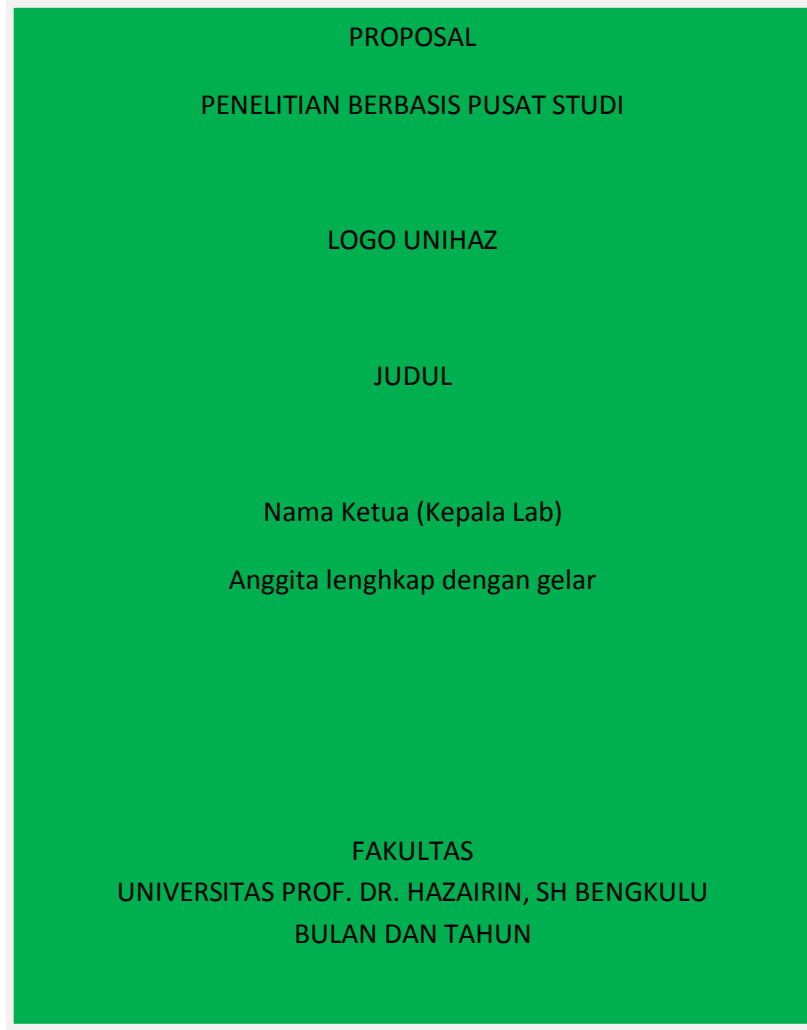 PROPOSAL
PENELITIAN BERBASIS PUSAT STUDI
LOGO UNIHAZ
JUDUL
Nama Ketua (Kepala Lab)
Anggita lenghkap dengan gelar
FAKULTAS
UNIVERSITAS PROF. DR. HAZAIRIN, SH BENGKULU
BULAN DAN TAHUN